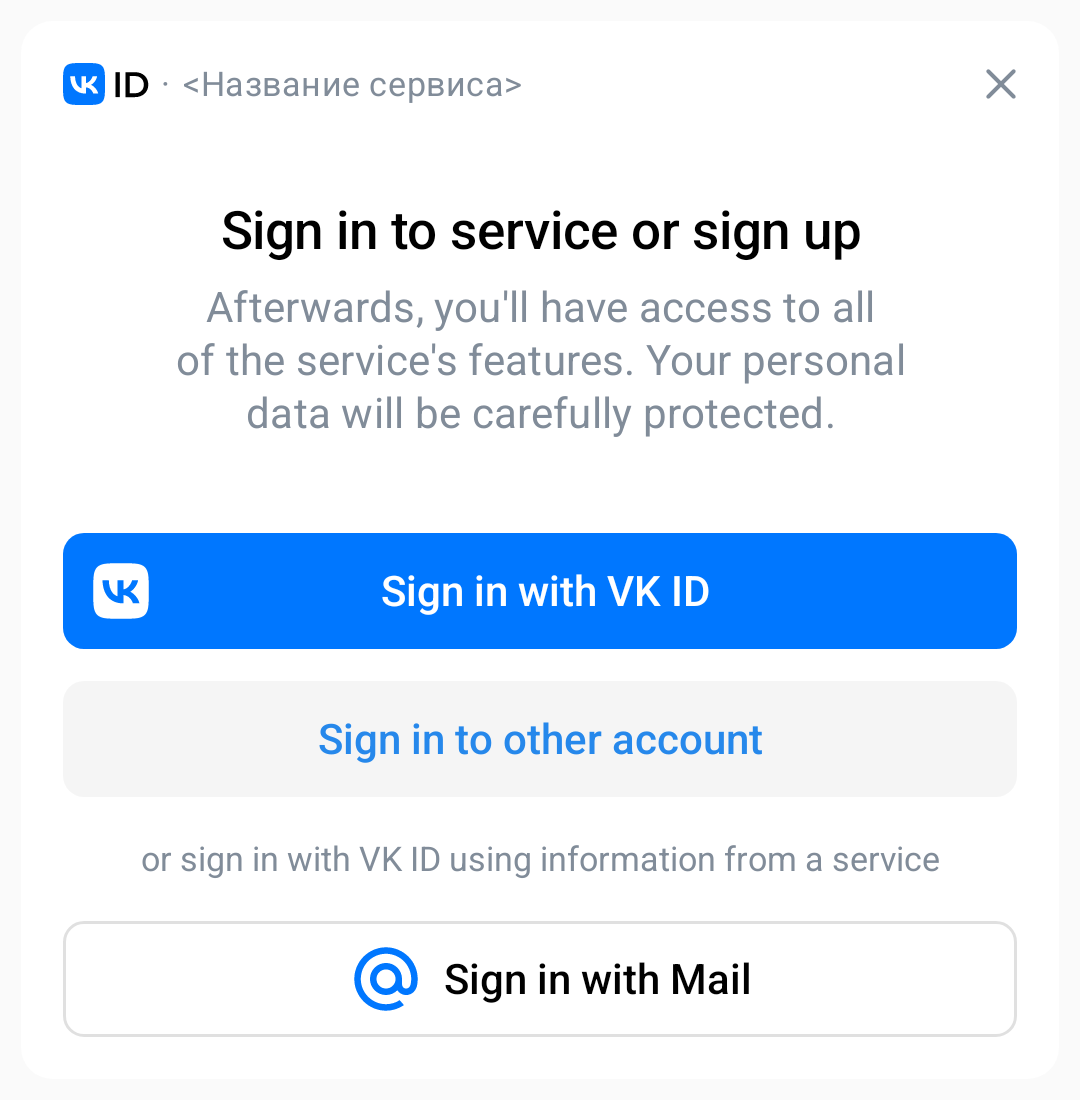 VK ID · <Название сервиса>
Sign in to service or sign up
Afterwards, you'll have access to all
of the service's features. Your personal
data will be carefully protected.
VK Sign in with VK ID
Sign in to other account
or sign in with VK ID using information from a service
@ Sign in with Mail